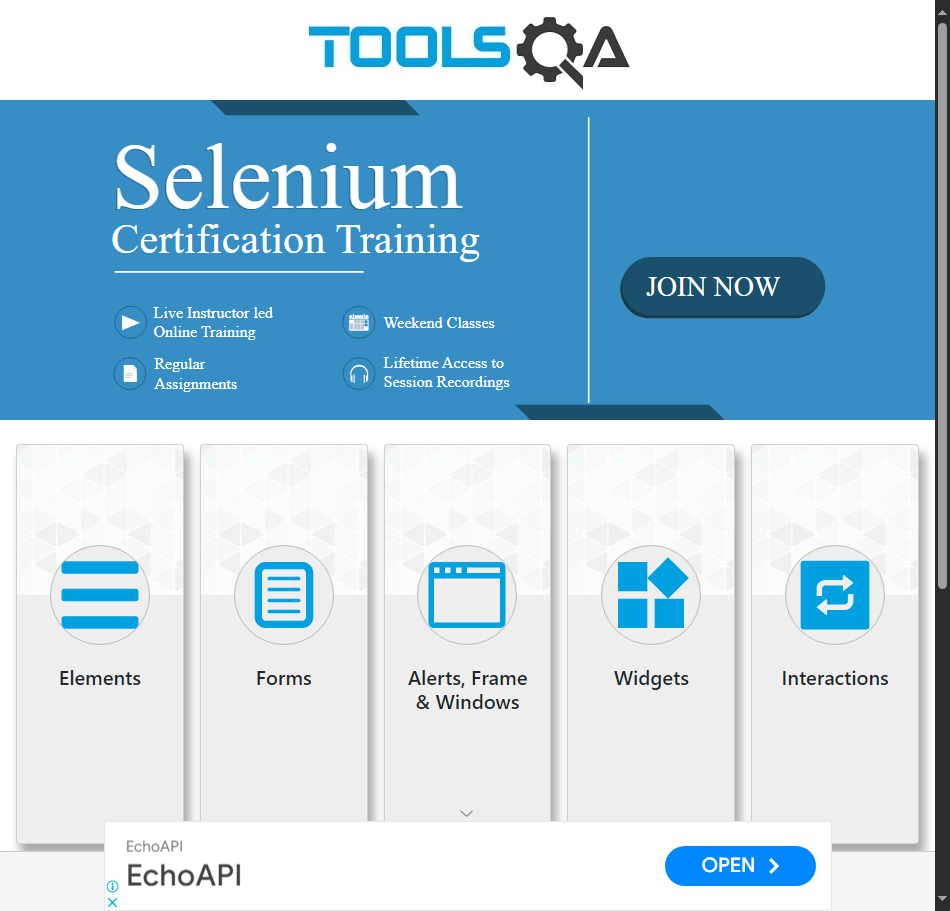 TOOLSQA
Selenium
Certification Training
JOIN NOW
Live Instructor led
Online Training
Weekend Classes
Regular
Assignments
Lifetime Access to
Session Recordings
Elements
Forms
Alerts, Frame
& Windows
Widgets
Interactions
EchoAPI
EchoAPI
OPEN